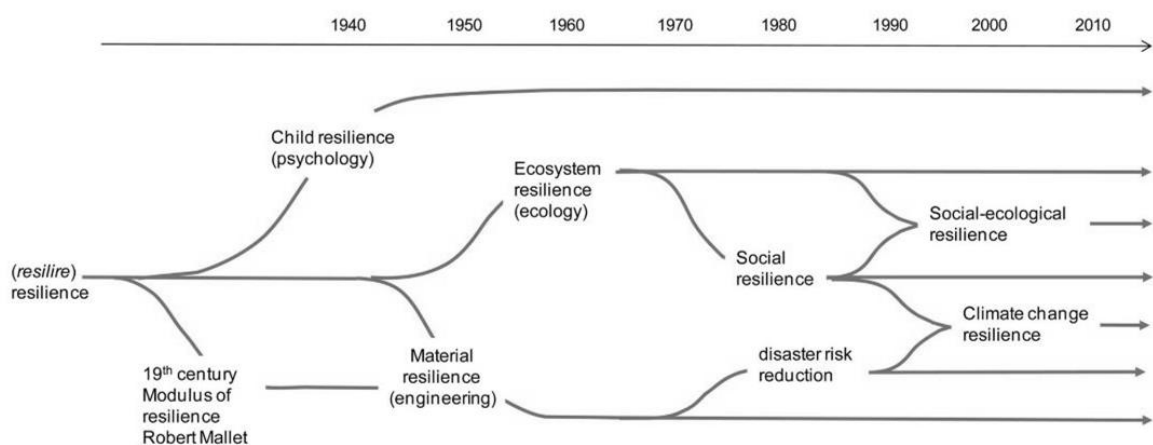 1940 1950 1960 1970 1980 1990 2000 2010
Child resilience
(psychology)
Ecosystem
resilience
(ecology)
Social-ecological
resilience
(resilire)
resilience
Social
resilience
Climate change
resilience
19th century
Modulus of
resilience
Robert Mallet
Material
resilience
(engineering)
disaster risk
reduction